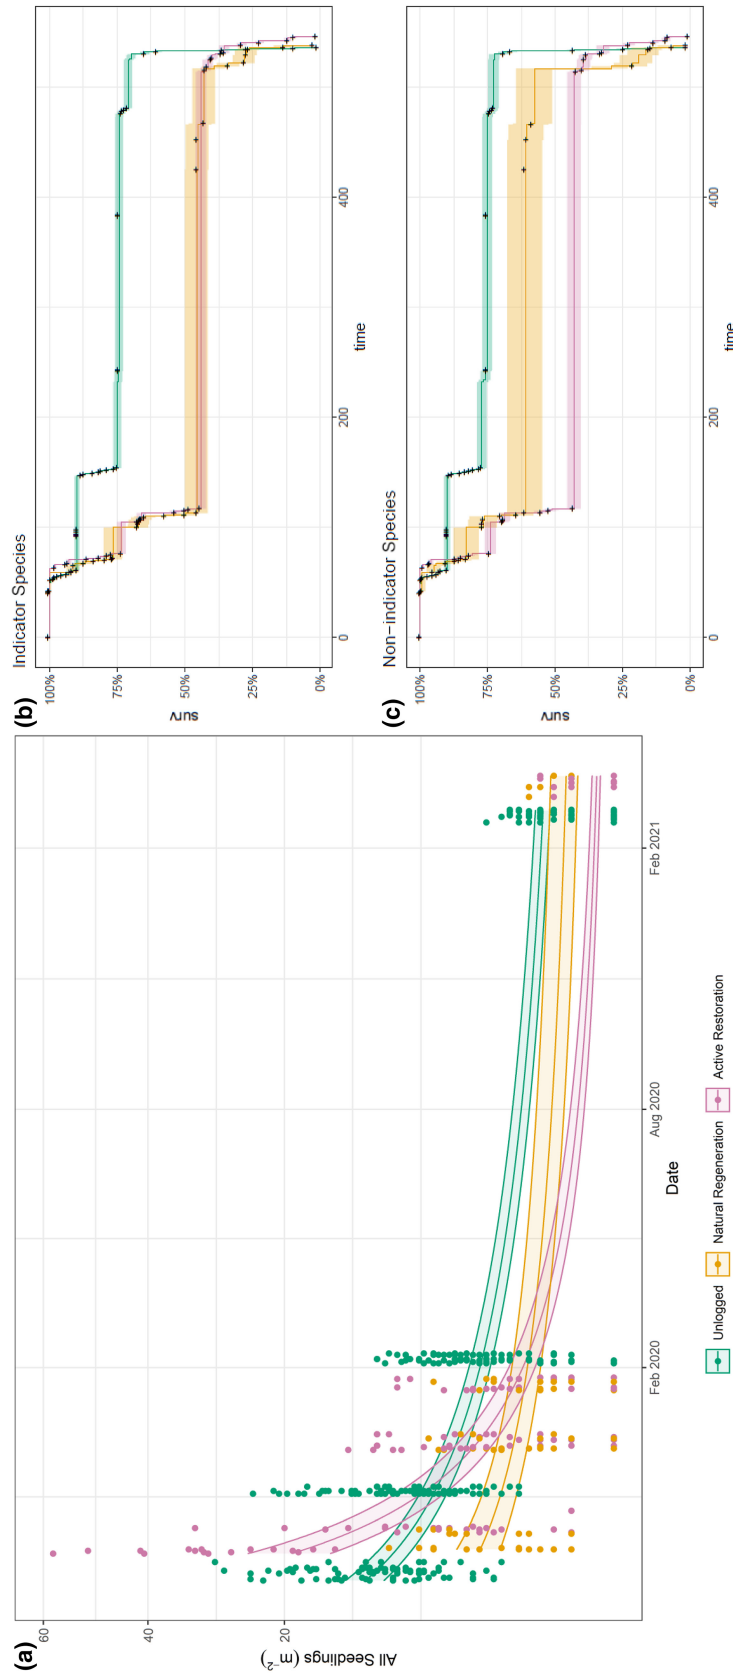 (a)
60
40
20
All Seedlings (m⁻²)
Feb 2020
Aug 2020
Feb 2021
Date
Unlogged
Natural Regeneration
Active Restoration
(b)
Indicator Species
100%
75%
50%
25%
0%
surv
0
200
400
time
(c)
Non−indicator Species
100%
75%
50%
25%
0%
surv
0
200
400
time